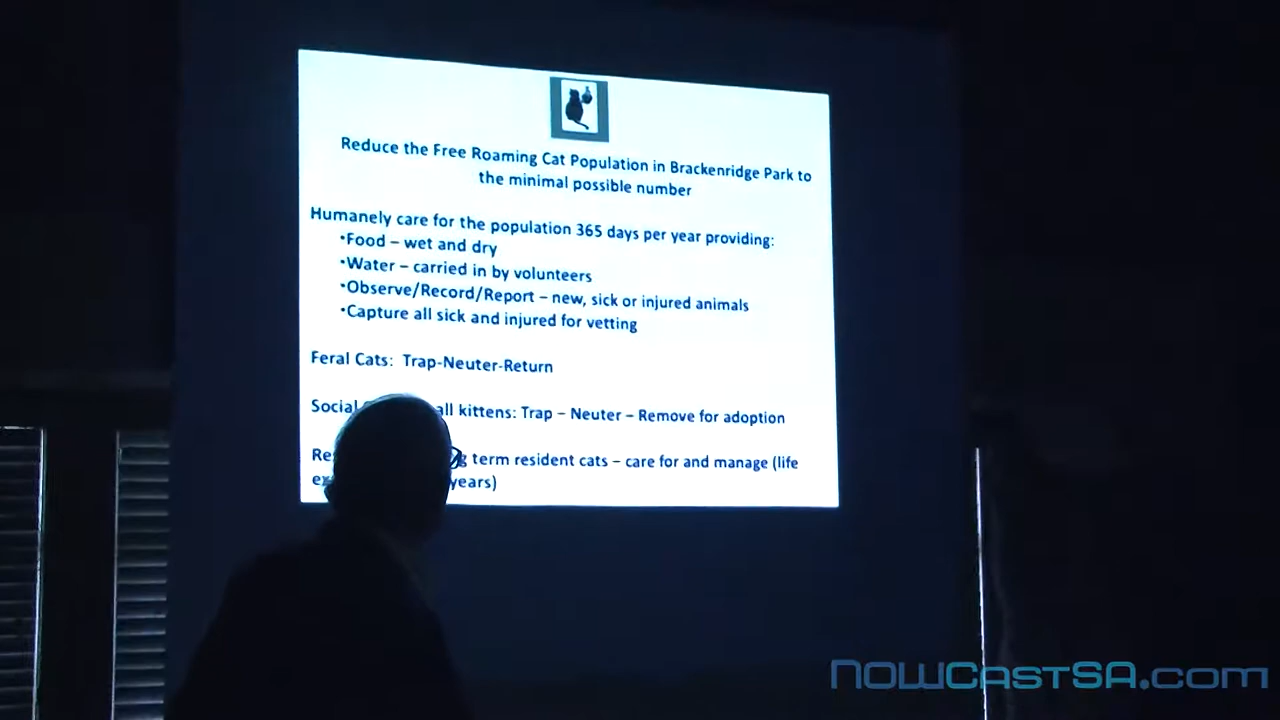 Reduce the Free Roaming Cat Population in Brackenridge Park to
the minimal possible number
Humanely care for the population 365 days per year providing:
•Food – wet and dry
•Water – carried in by volunteers
•Observe/Record/Report – new, sick or injured animals
•Capture all sick and injured for vetting
Feral Cats: Trap-Neuter-Return
Social all kittens: Trap – Neuter – Remove for adoption
term resident cats – care for and manage (life
years)
NOWCastSA.com